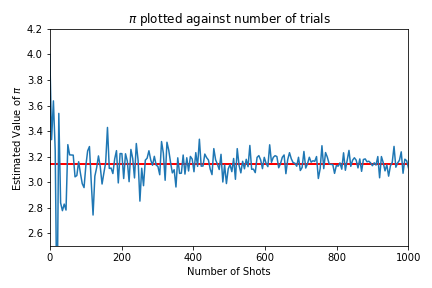 π plotted against number of trials
4.2
4.0
3.8
3.6
3.4
3.2
3.0
2.8
2.6
Estimated Value of π
0 200 400 600 800 1000
Number of Shots